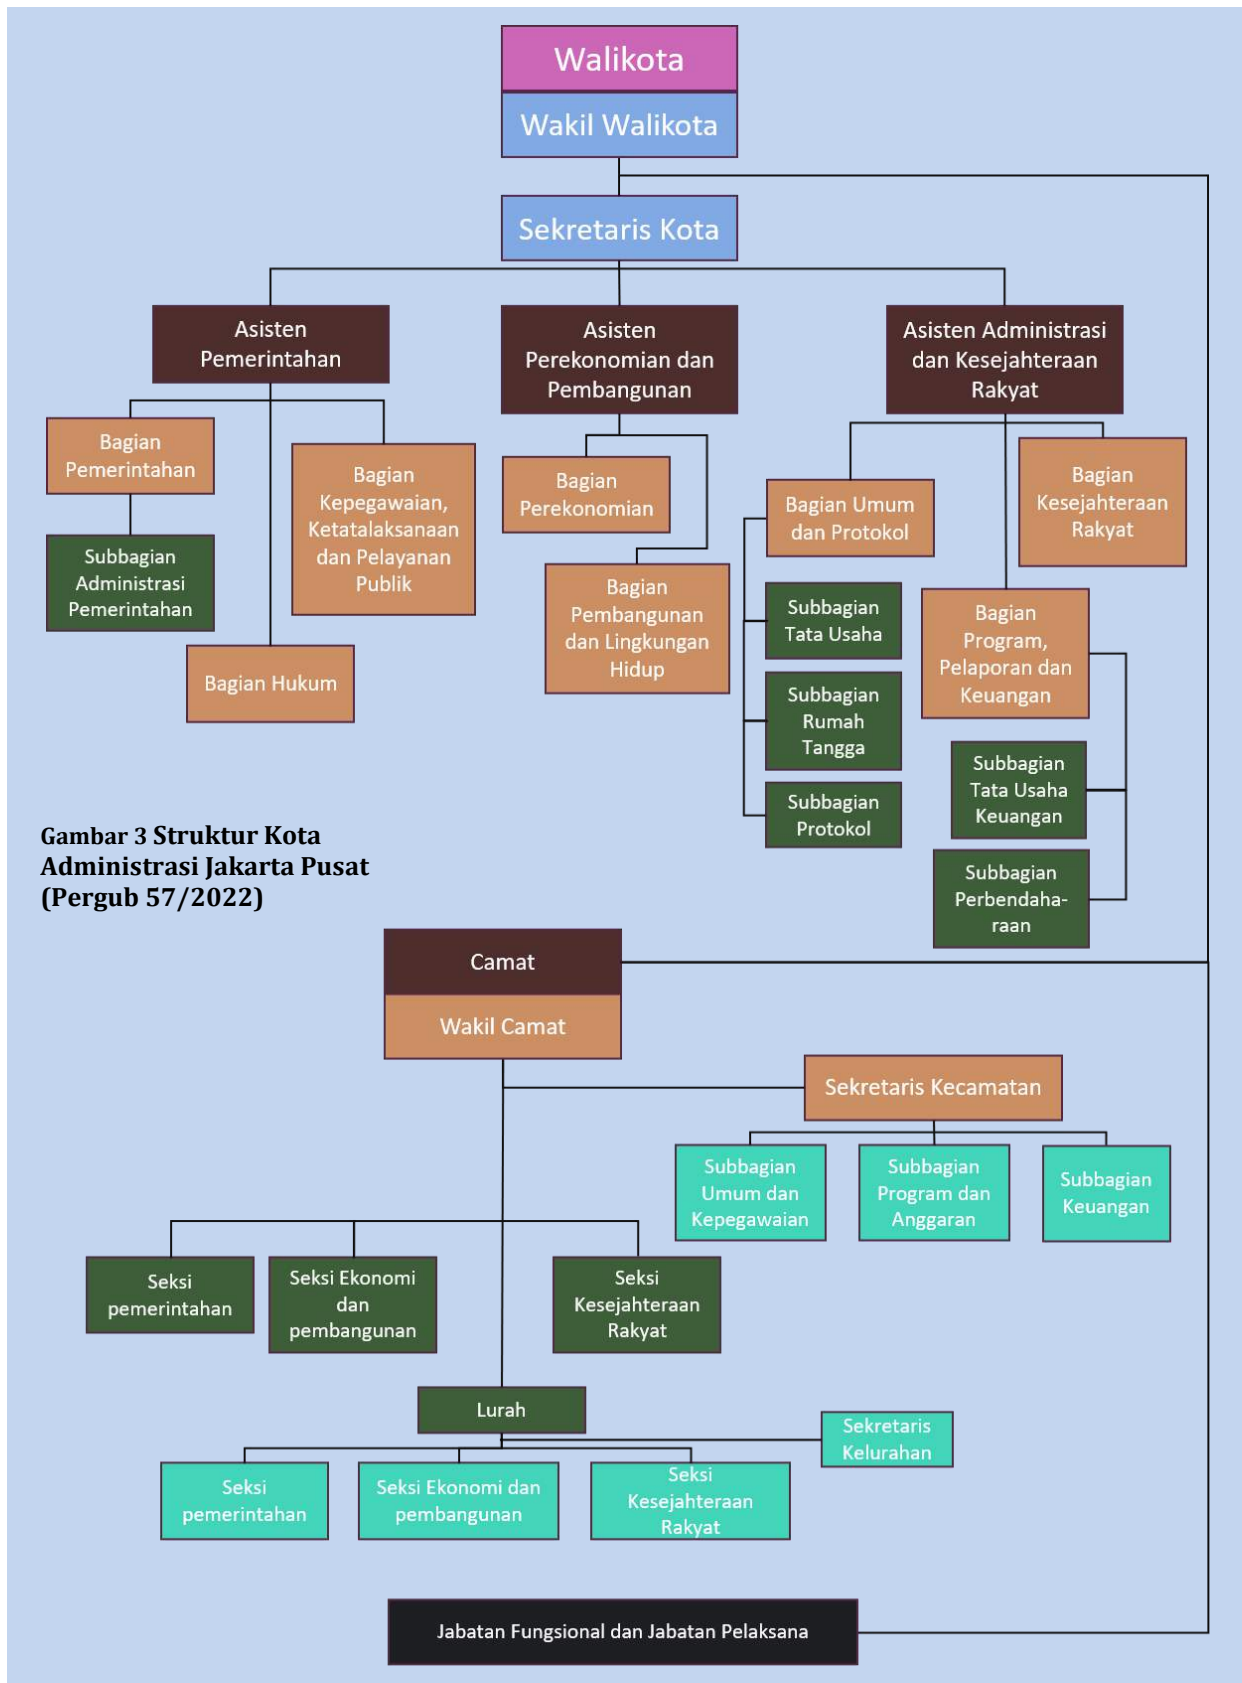 Walikota
Wakil Walikota
Sekretaris Kota
Asisten
Pemerintahan
Asisten
Perekonomian dan
Pembangunan
Asisten Administrasi
dan Kesejahteraan
Rakyat
Bagian
Pemerintahan
Subbagian
Administrasi
Pemerintahan
Bagian
Kepegawaian,
Ketatalaksanaan
dan Pelayanan
Publik
Bagian Hukum
Bagian
Perekonomian
Bagian
Pembangunan
dan Lingkungan
Hidup
Bagian Umum
dan Protokol
Subbagian
Tata Usaha
Subbagian
Rumah
Tangga
Subbagian
Protokol
Bagian
Kesejahteraan
Rakyat
Bagian
Program,
Pelaporan dan
Keuangan
Subbagian
Tata Usaha
Keuangan
Subbagian
Perbendaha-
raan
Gambar 3 Struktur Kota
Administrasi Jakarta Pusat
(Pergub 57/2022)
Camat
Wakil Camat
Sekretaris Kecamatan
Subbagian
Umum dan
Kepegawaian
Subbagian
Program dan
Anggaran
Subbagian
Keuangan
Seksi
pemerintahan
Seksi Ekonomi
dan
pembangunan
Seksi
Kesejahteraan
Rakyat
Lurah
Sekretaris
Kelurahan
Seksi
pemerintahan
Seksi Ekonomi dan
pembangunan
Seksi
Kesejahteraan
Rakyat
Jabatan Fungsional dan Jabatan Pelaksana